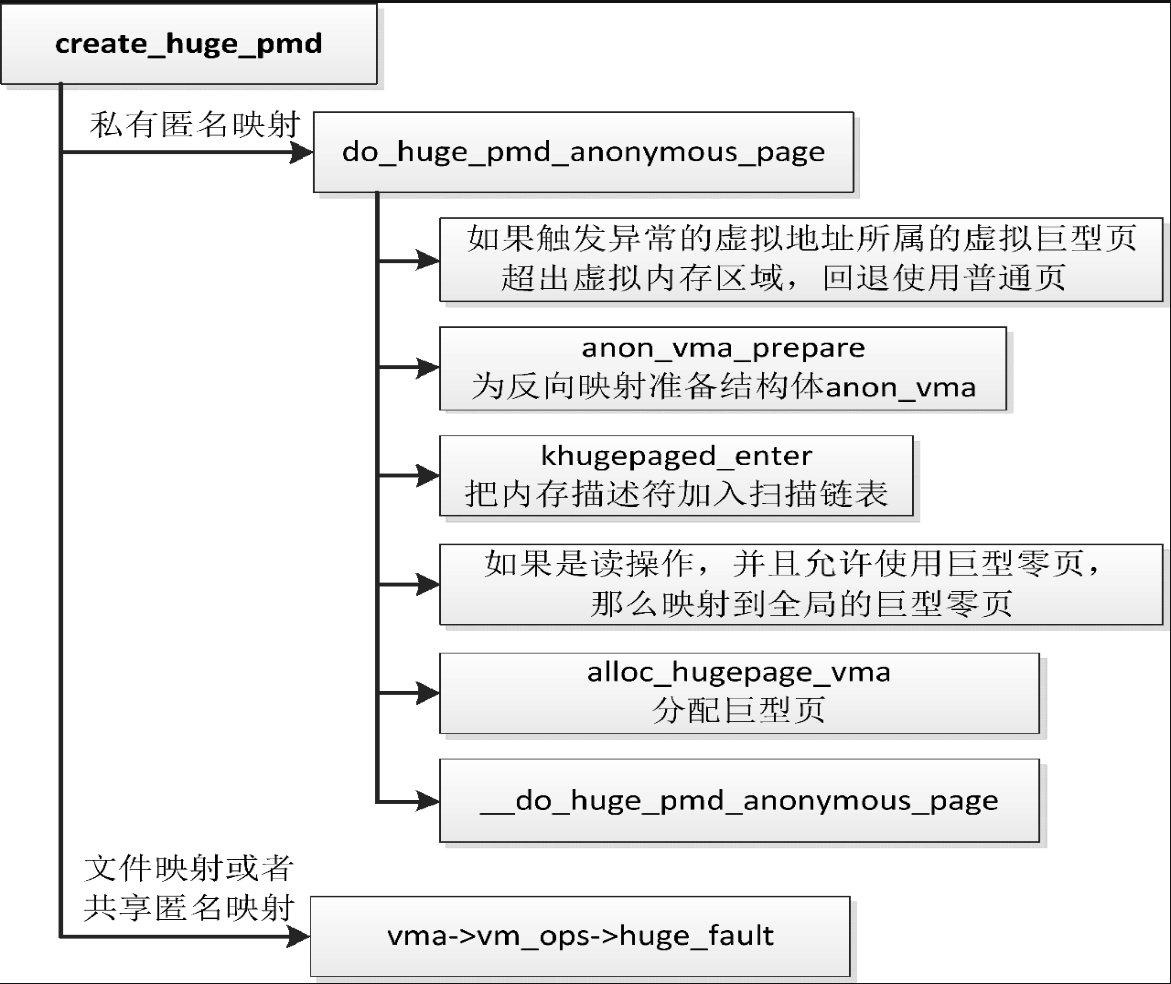 create_huge_pmd
私有匿名映射
do_huge_pmd_anonymous_page
如果触发异常的虚拟地址所属的虚拟巨型页
超出虚拟内存区域，回退使用普通页
anon_vma_prepare
为反向映射准备结构体anon_vma
khugepaged_enter
把内存描述符加入扫描链表
如果是读操作，并且允许使用巨型零页，
那么映射到全局的巨型零页
alloc_hugepage_vma
分配巨型页
__do_huge_pmd_anonymous_page
文件映射或者
共享匿名映射
vma->vm_ops->huge_fault